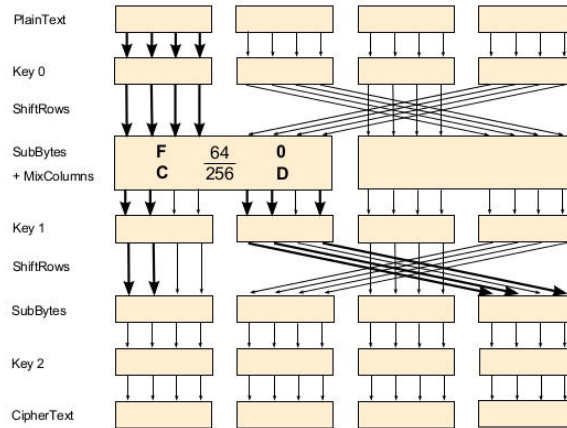 PlainText
Key 0
ShiftRows
SubBytes
+ MixColumns
F 64 0
C 256 D
Key 1
ShiftRows
SubBytes
Key 2
CipherText